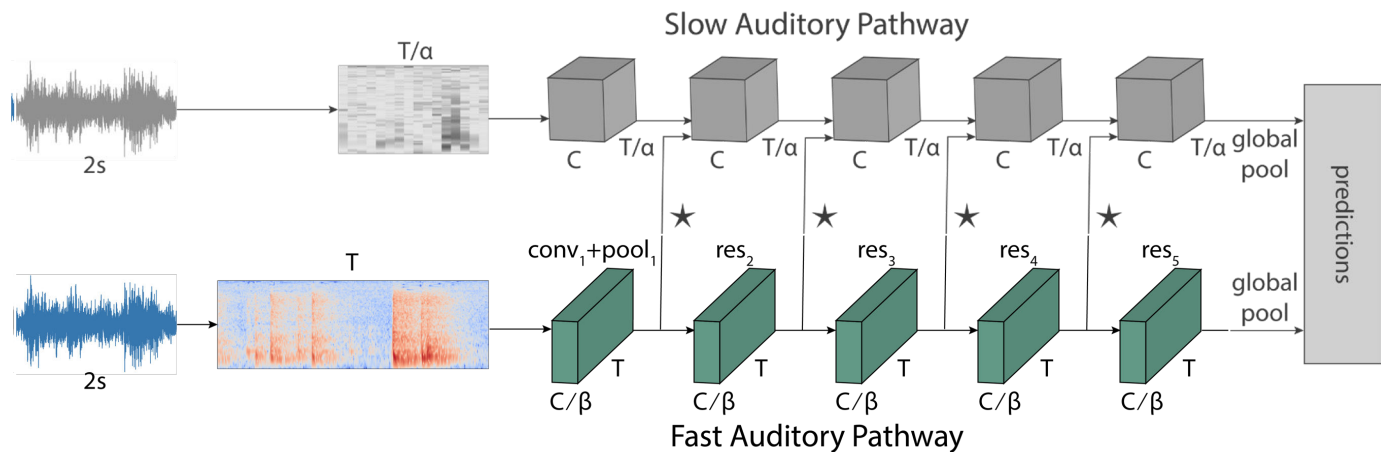 Slow Auditory Pathway
T/α
2s
C T/α C T/α C T/α C T/α C T/α
global
pool
predictions
★ ★ ★ ★
T
conv₁+pool₁ res₂ res₃ res₄ res₅
global
pool
2s
T T T T T
C/β C/β C/β C/β C/β
Fast Auditory Pathway